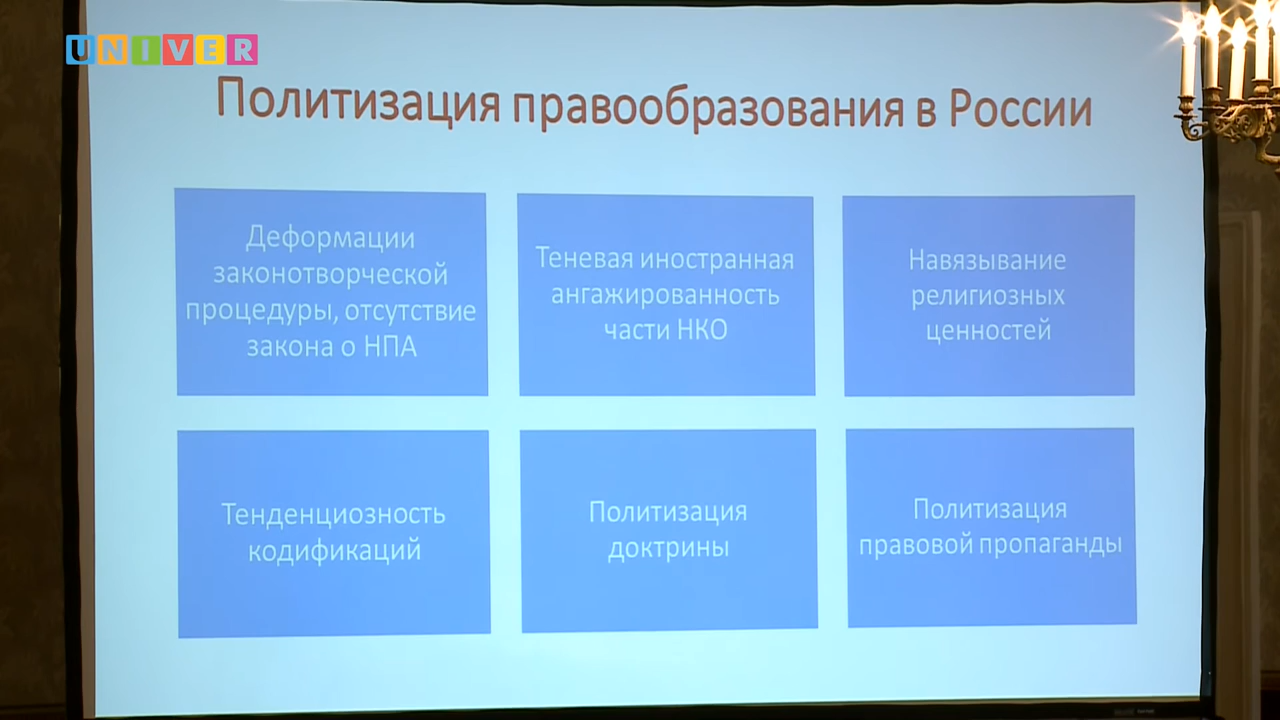 UNIVER
Политизация правообразования в России
Деформации
законотворческой
процедуры, отсутствие
закона о НПА
Теневая иностранная
ангажированность
части НКО
Навязывание
религиозных
ценностей
Тенденциозность
кодификаций
Политизация
доктрины
Политизация
правовой пропаганды